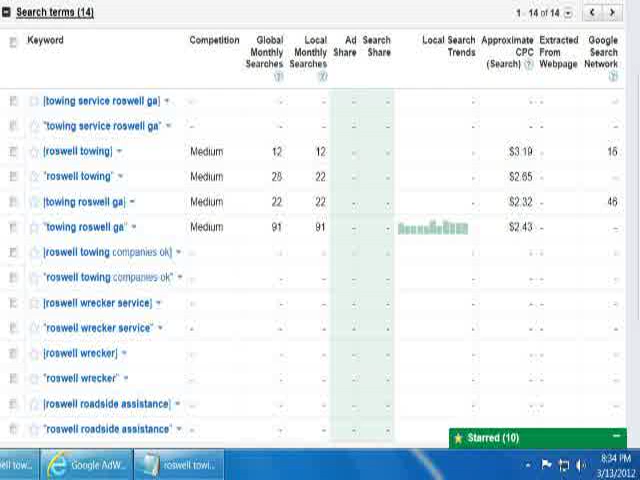 Search terms (14) 1 - 14 of 14
Keyword Competition Global Monthly Searches Local Monthly Searches Ad Share Search Share Local Search Trends Approximate CPC (Search) Extracted From Webpage Google Search Network
[towing service roswell ga] - - - - - - - - -
"towing service roswell ga" - - - - - - - - -
[roswell towing] Medium 12 12 - - - $3.19 - 16
"roswell towing" Medium 28 22 - - - $2.65 - -
[towing roswell ga] Medium 22 22 - - - $2.32 - 46
"towing roswell ga" Medium 91 91 - - $2.43 - -
[roswell towing companies ok] - - - - - - - - -
"roswell towing companies ok" - - - - - - - - -
[roswell wrecker service] - - - - - - - - -
"roswell wrecker service" - - - - - - - - -
[roswell wrecker] - - - - - - - - -
"roswell wrecker" - - - - - - - - -
[roswell roadside assistance] - - - - - - - - -
"roswell roadside assistance" - - - - - - - - -
Starred (10)
ell tow... Google AdW... roswell towi... 8:34 PM
3/13/2012